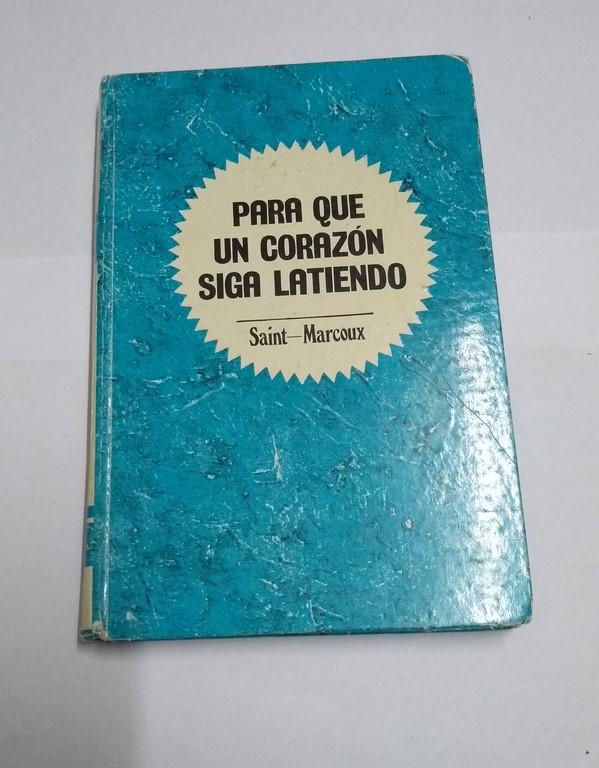 PARA QUE
UN CORAZÓN
SIGA LATIENDO
Saint—Marcoux